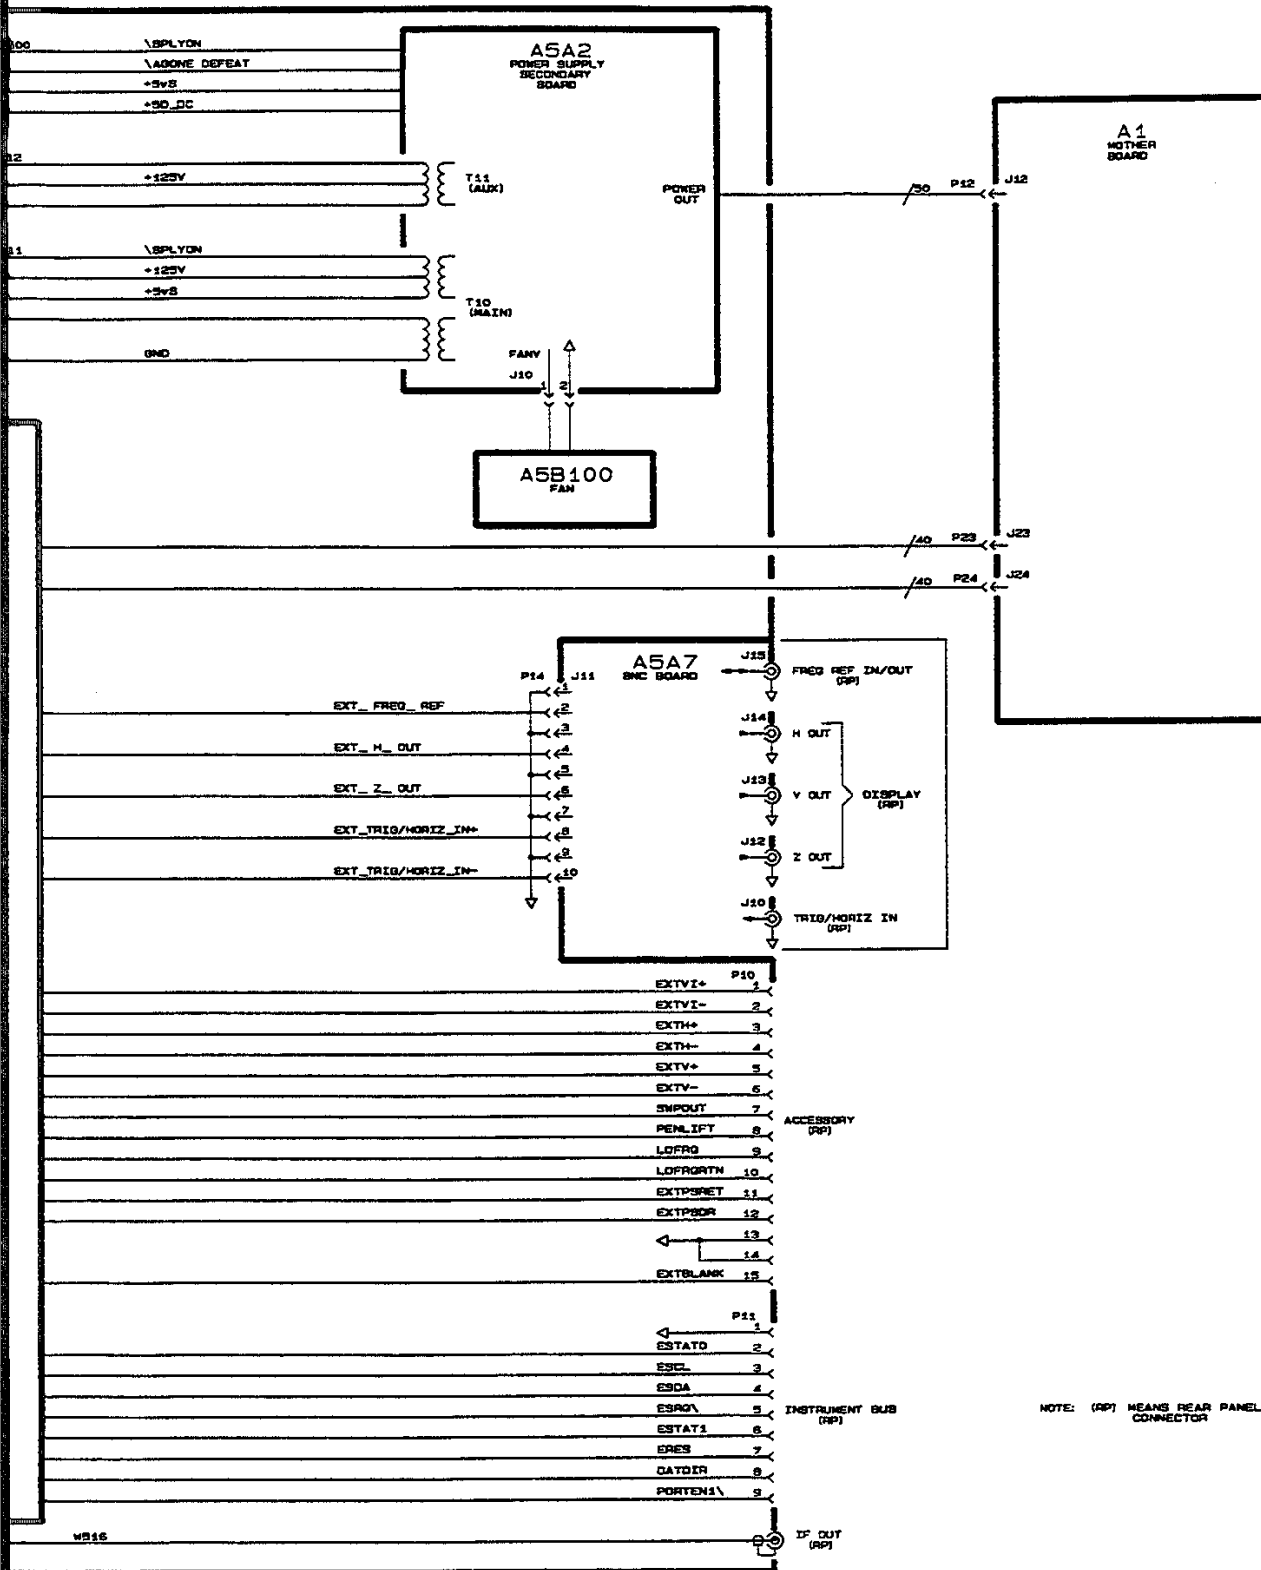 00
\SPLYON
\AGONE DEFEAT
+5VS
+50_DC
A5A2
POWER SUPPLY
SECONDARY
BOARD
A1
MOTHER
BOARD
12
+125V
T11
(AUX)
POWER
OUT
/50
P12
J12
11
\SPLYON
+125V
+5VS
T10
(MAIN)
GND
FANV
J10
1
2
A5B100
FAN
/40
P23
J23
/40
P24
J24
A5A7
BNC BOARD
P14
J11
1
EXT_ FREQ_ REF
2
3
EXT_ H_ OUT
4
5
EXT_ Z_ OUT
6
7
EXT_TRIG/HORIZ_IN+
8
9
EXT_TRIG/HORIZ_IN-
10
J15
FREQ REF IN/OUT
(RP)
J14
H OUT
J13
V OUT
DISPLAY
(RP)
J12
Z OUT
J10
TRIG/HORIZ IN
(RP)
P10
EXTVI+ 1
EXTVI- 2
EXTH+ 3
EXTH- 4
EXTV+ 5
EXTV- 6
SWPOUT 7
PENLIFT 8
LOFRQ 9
LOFRQRTN 10
EXTPSRET 11
EXTPSDR 12
13
14
EXTBLANK 15
ACCESSORY
(RP)
P11
1
ESTAT0 2
ESCL 3
ESDA 4
ESRQ\ 5
ESTAT1 6
ERES 7
DATDIR 8
PORTEN1\ 9
INSTRUMENT BUS
(RP)
NOTE: (RP) MEANS REAR PANEL
CONNECTOR
W516
IF OUT
(RP)